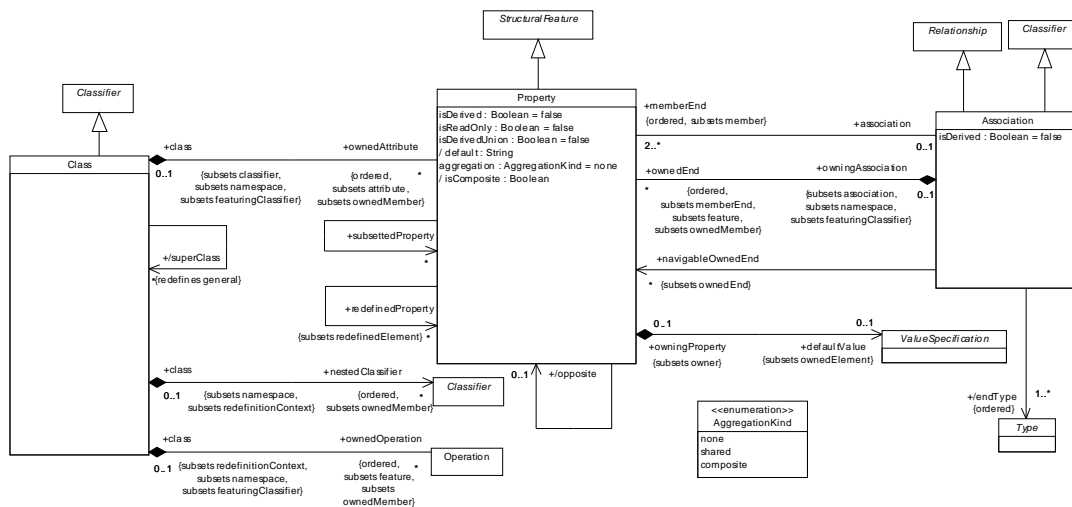 StructuralFeature
Relationship
Classifier
Classifier
Property
isDerived : Boolean = false
isReadOnly : Boolean = false
isDerivedUnion : Boolean = false
/ default : String
aggregation : AggregationKind = none
/ isComposite : Boolean
Association
isDerived : Boolean = false
Class
+memberEnd
{ordered, subsets member}
2..*
+association
0..1
+class
0..1
{subsets classifier,
subsets namespace,
subsets featuringClassifier}
+ownedAttribute
*
{ordered,
subsets attribute,
subsets ownedMember}
+ownedEnd
*
{ordered,
subsets memberEnd,
subsets feature,
subsets ownedMember}
+owningAssociation
0..1
{subsets association,
subsets namespace,
subsets featuringClassifier}
+subsettedProperty
*
+/superClass
*
{redefines general}
+navigableOwnedEnd
*
{subsets ownedEnd}
+redefinedProperty
{subsets redefinedElement}
*
0..1
+owningProperty
{subsets owner}
0..1
+defaultValue
{subsets ownedElement}
ValueSpecification
+class
0..1
{subsets namespace,
subsets redefinitionContext}
+nestedClassifier
*
{ordered,
subsets ownedMember}
Classifier
0..1
+/opposite
<<enumeration>>
AggregationKind
none
shared
composite
+/endType
{ordered}
1..*
Type
+class
0..1
{subsets redefinitionContext,
subsets namespace,
subsets featuringClassifier}
+ownedOperation
*
{ordered,
subsets feature,
subsets
ownedMember}
Operation